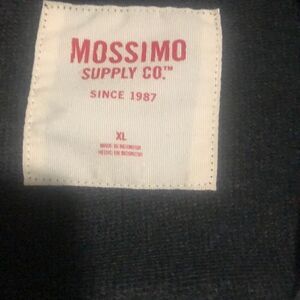 MOSSIMO
SUPPLY CO.™
SINCE 1987
XL
MADE IN INDONESIA
HECHO EN INDONESIA